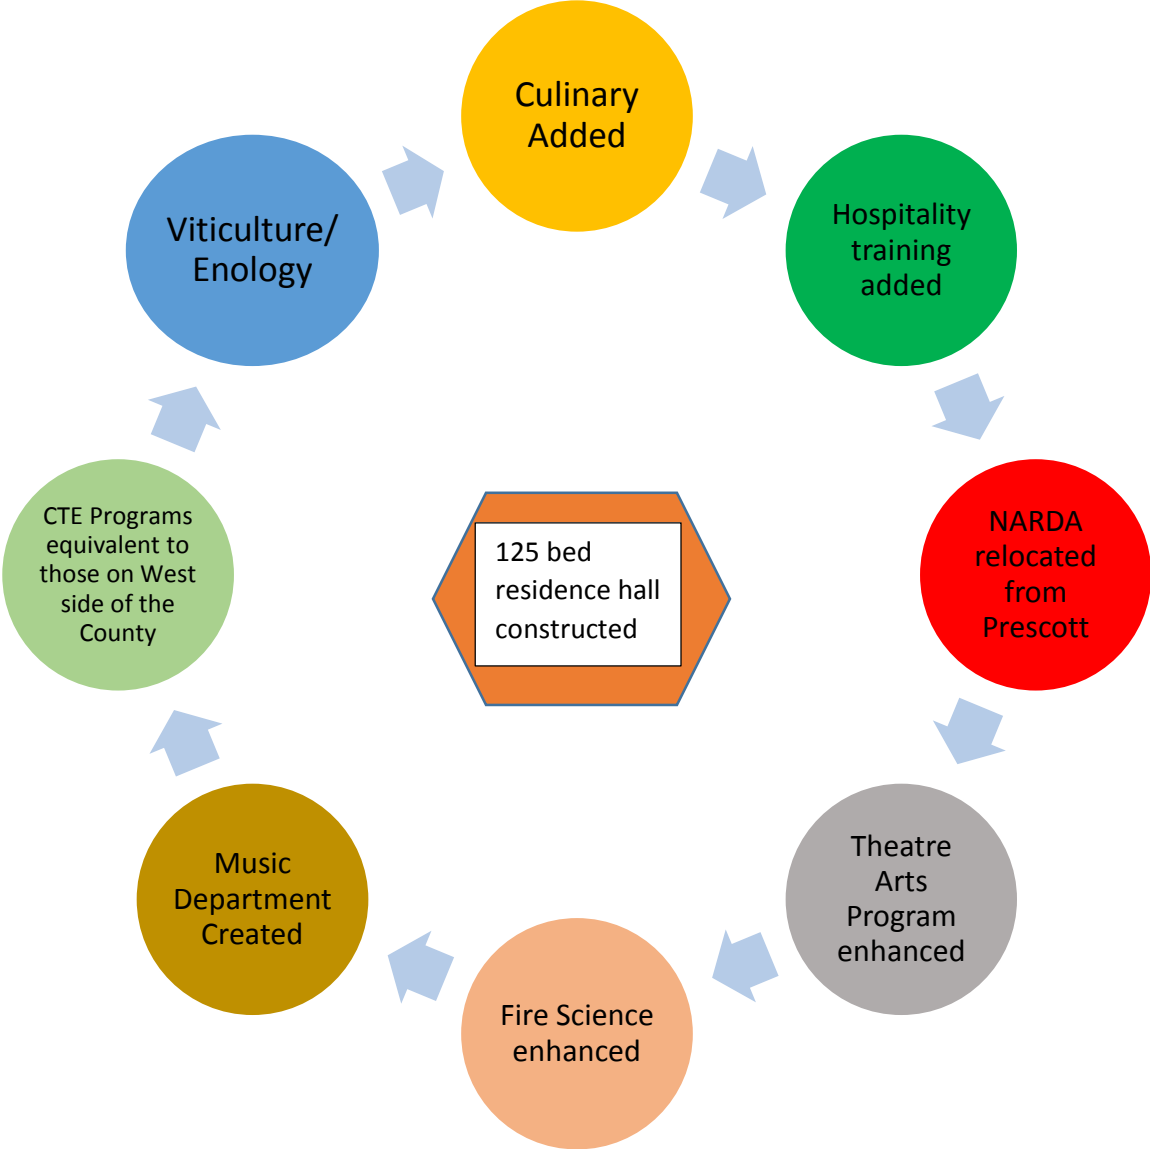 Culinary
Added
Hospitality
training
added
NARDA
relocated
from
Prescott
Theatre
Arts
Program
enhanced
Fire Science
enhanced
Music
Department
Created
CTE Programs
equivalent to
those on West
side of the
County
Viticulture/
Enology
125 bed
residence hall
constructed